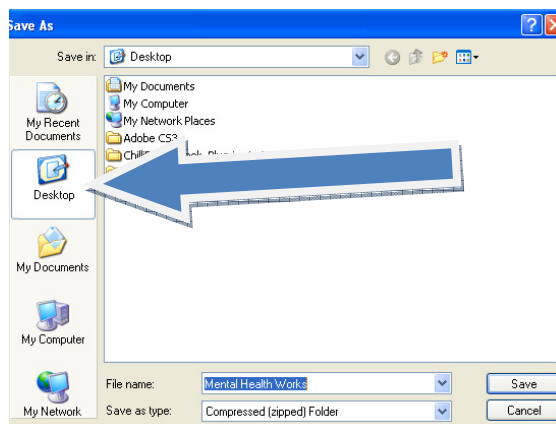 Save As
Save in:
Desktop
My Recent
Documents
Desktop
My Documents
My Computer
My Network
My Documents
My Computer
My Network Places
Adobe CS3
File name:
Mental Health Works
Save
Save as type:
Compressed (zipped) Folder
Cancel